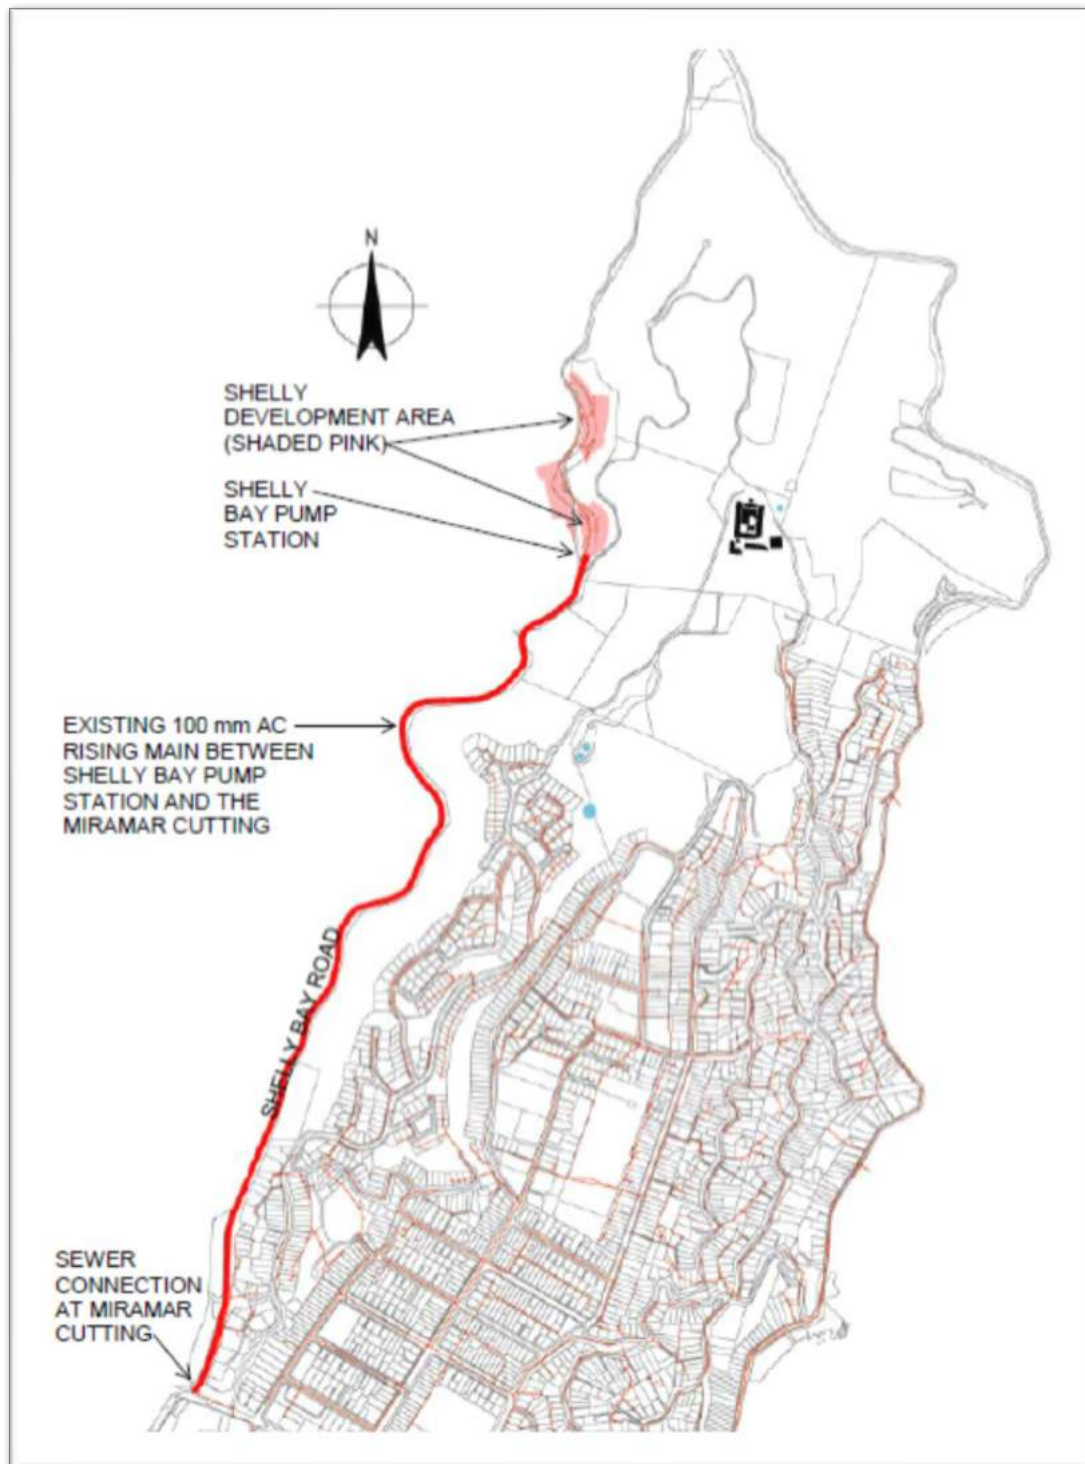 N
SHELLY
DEVELOPMENT AREA
(SHADED PINK)
SHELLY
BAY PUMP
STATION
EXISTING 100 mm AC
RISING MAIN BETWEEN
SHELLY BAY PUMP
STATION AND THE
MIRAMAR CUTTING
SHELLY BAY ROAD
SEWER
CONNECTION
AT MIRAMAR
CUTTING